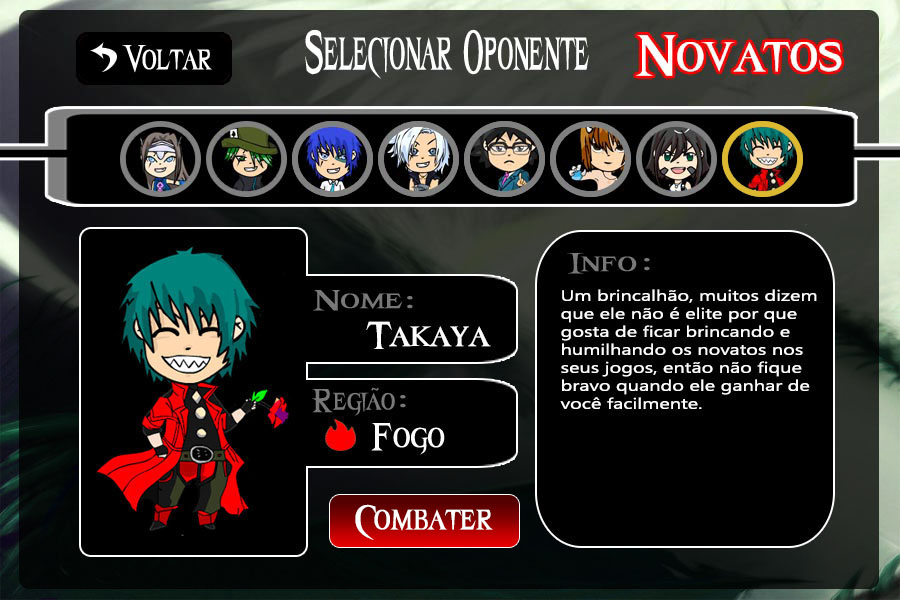 Voltar
Selecionar Oponente
Novatos
Nome:
Takaya
Região:
Fogo
Combater
Info:
Um brincalhão, muitos dizem
que ele não é elite por que
gosta de ficar brincando e
humilhando os novatos nos
seus jogos, então não fique
bravo quando ele ganhar de
você facilmente.